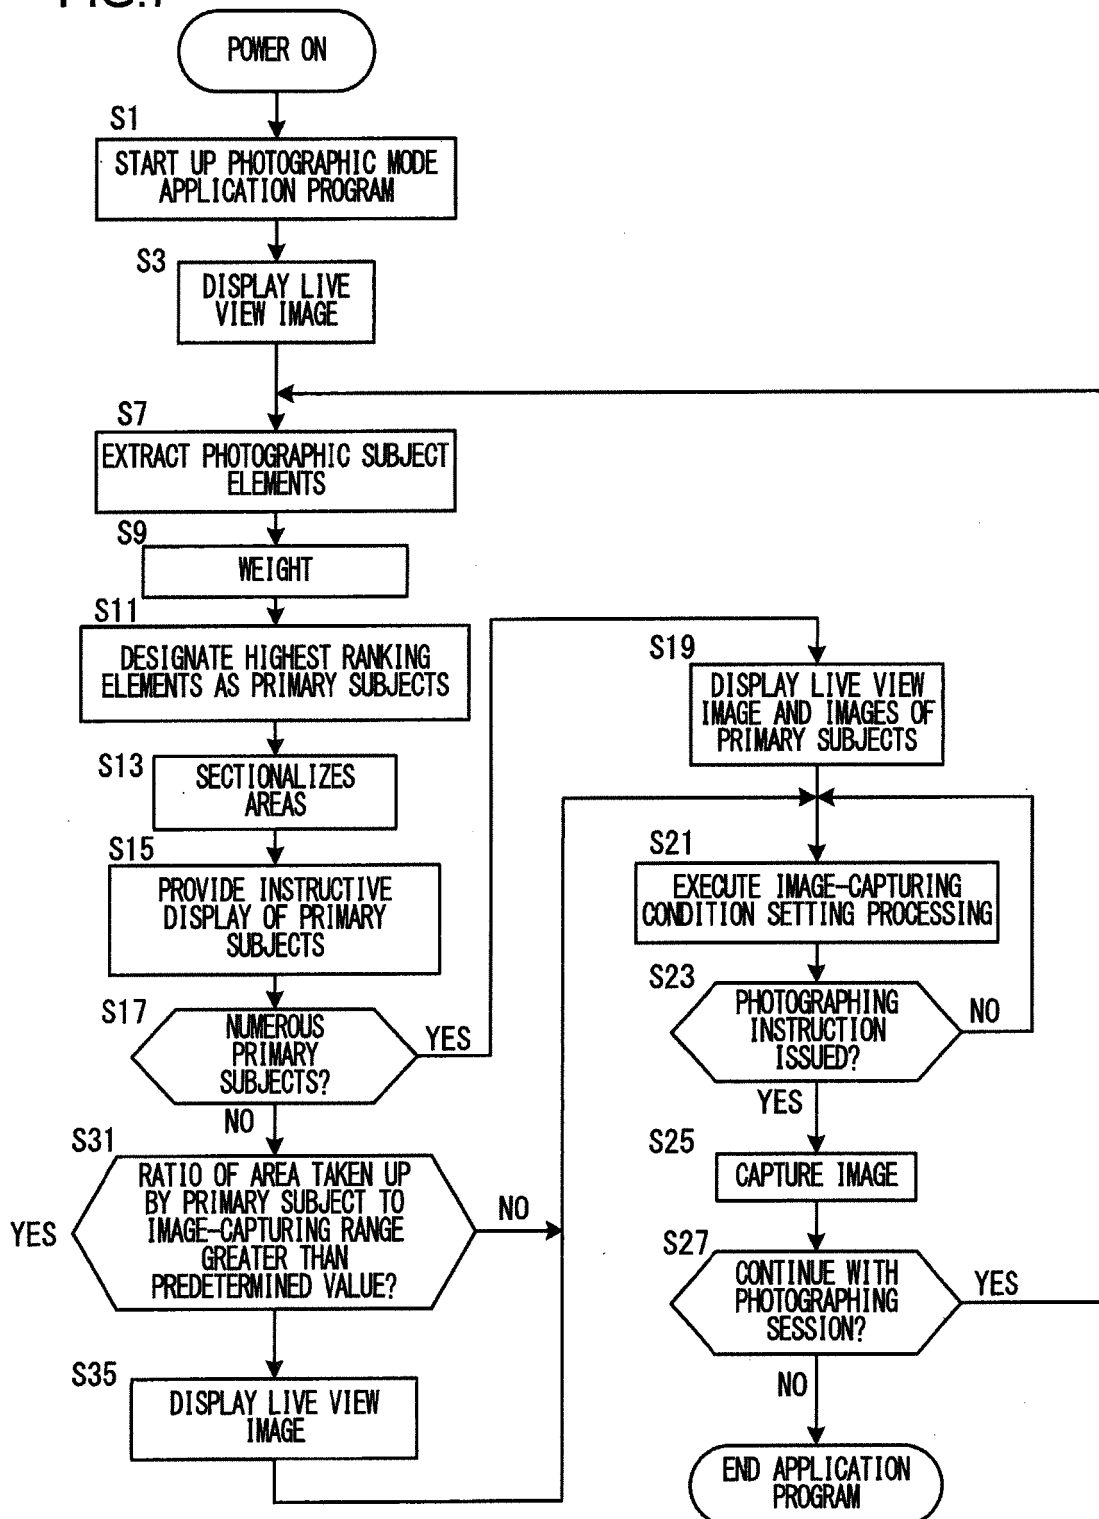 POWER ON
S1
START UP PHOTOGRAPHIC MODE
APPLICATION PROGRAM
S3
DISPLAY LIVE
VIEW IMAGE
S7
EXTRACT PHOTOGRAPHIC SUBJECT
ELEMENTS
S9
WEIGHT
S11
DESIGNATE HIGHEST RANKING
ELEMENTS AS PRIMARY SUBJECTS
S13
SECTIONALIZES
AREAS
S15
PROVIDE INSTRUCTIVE
DISPLAY OF PRIMARY
SUBJECTS
S17
NUMEROUS
PRIMARY
SUBJECTS?
YES
NO
S31
RATIO OF AREA TAKEN UP
BY PRIMARY SUBJECT TO
IMAGE-CAPTURING RANGE
GREATER THAN
PREDETERMINED VALUE?
YES
NO
S35
DISPLAY LIVE VIEW
IMAGE
S19
DISPLAY LIVE VIEW
IMAGE AND IMAGES OF
PRIMARY SUBJECTS
S21
EXECUTE IMAGE-CAPTURING
CONDITION SETTING PROCESSING
S23
PHOTOGRAPHING
INSTRUCTION
ISSUED?
NO
YES
S25
CAPTURE IMAGE
S27
CONTINUE WITH
PHOTOGRAPHING
SESSION?
YES
NO
END APPLICATION
PROGRAM